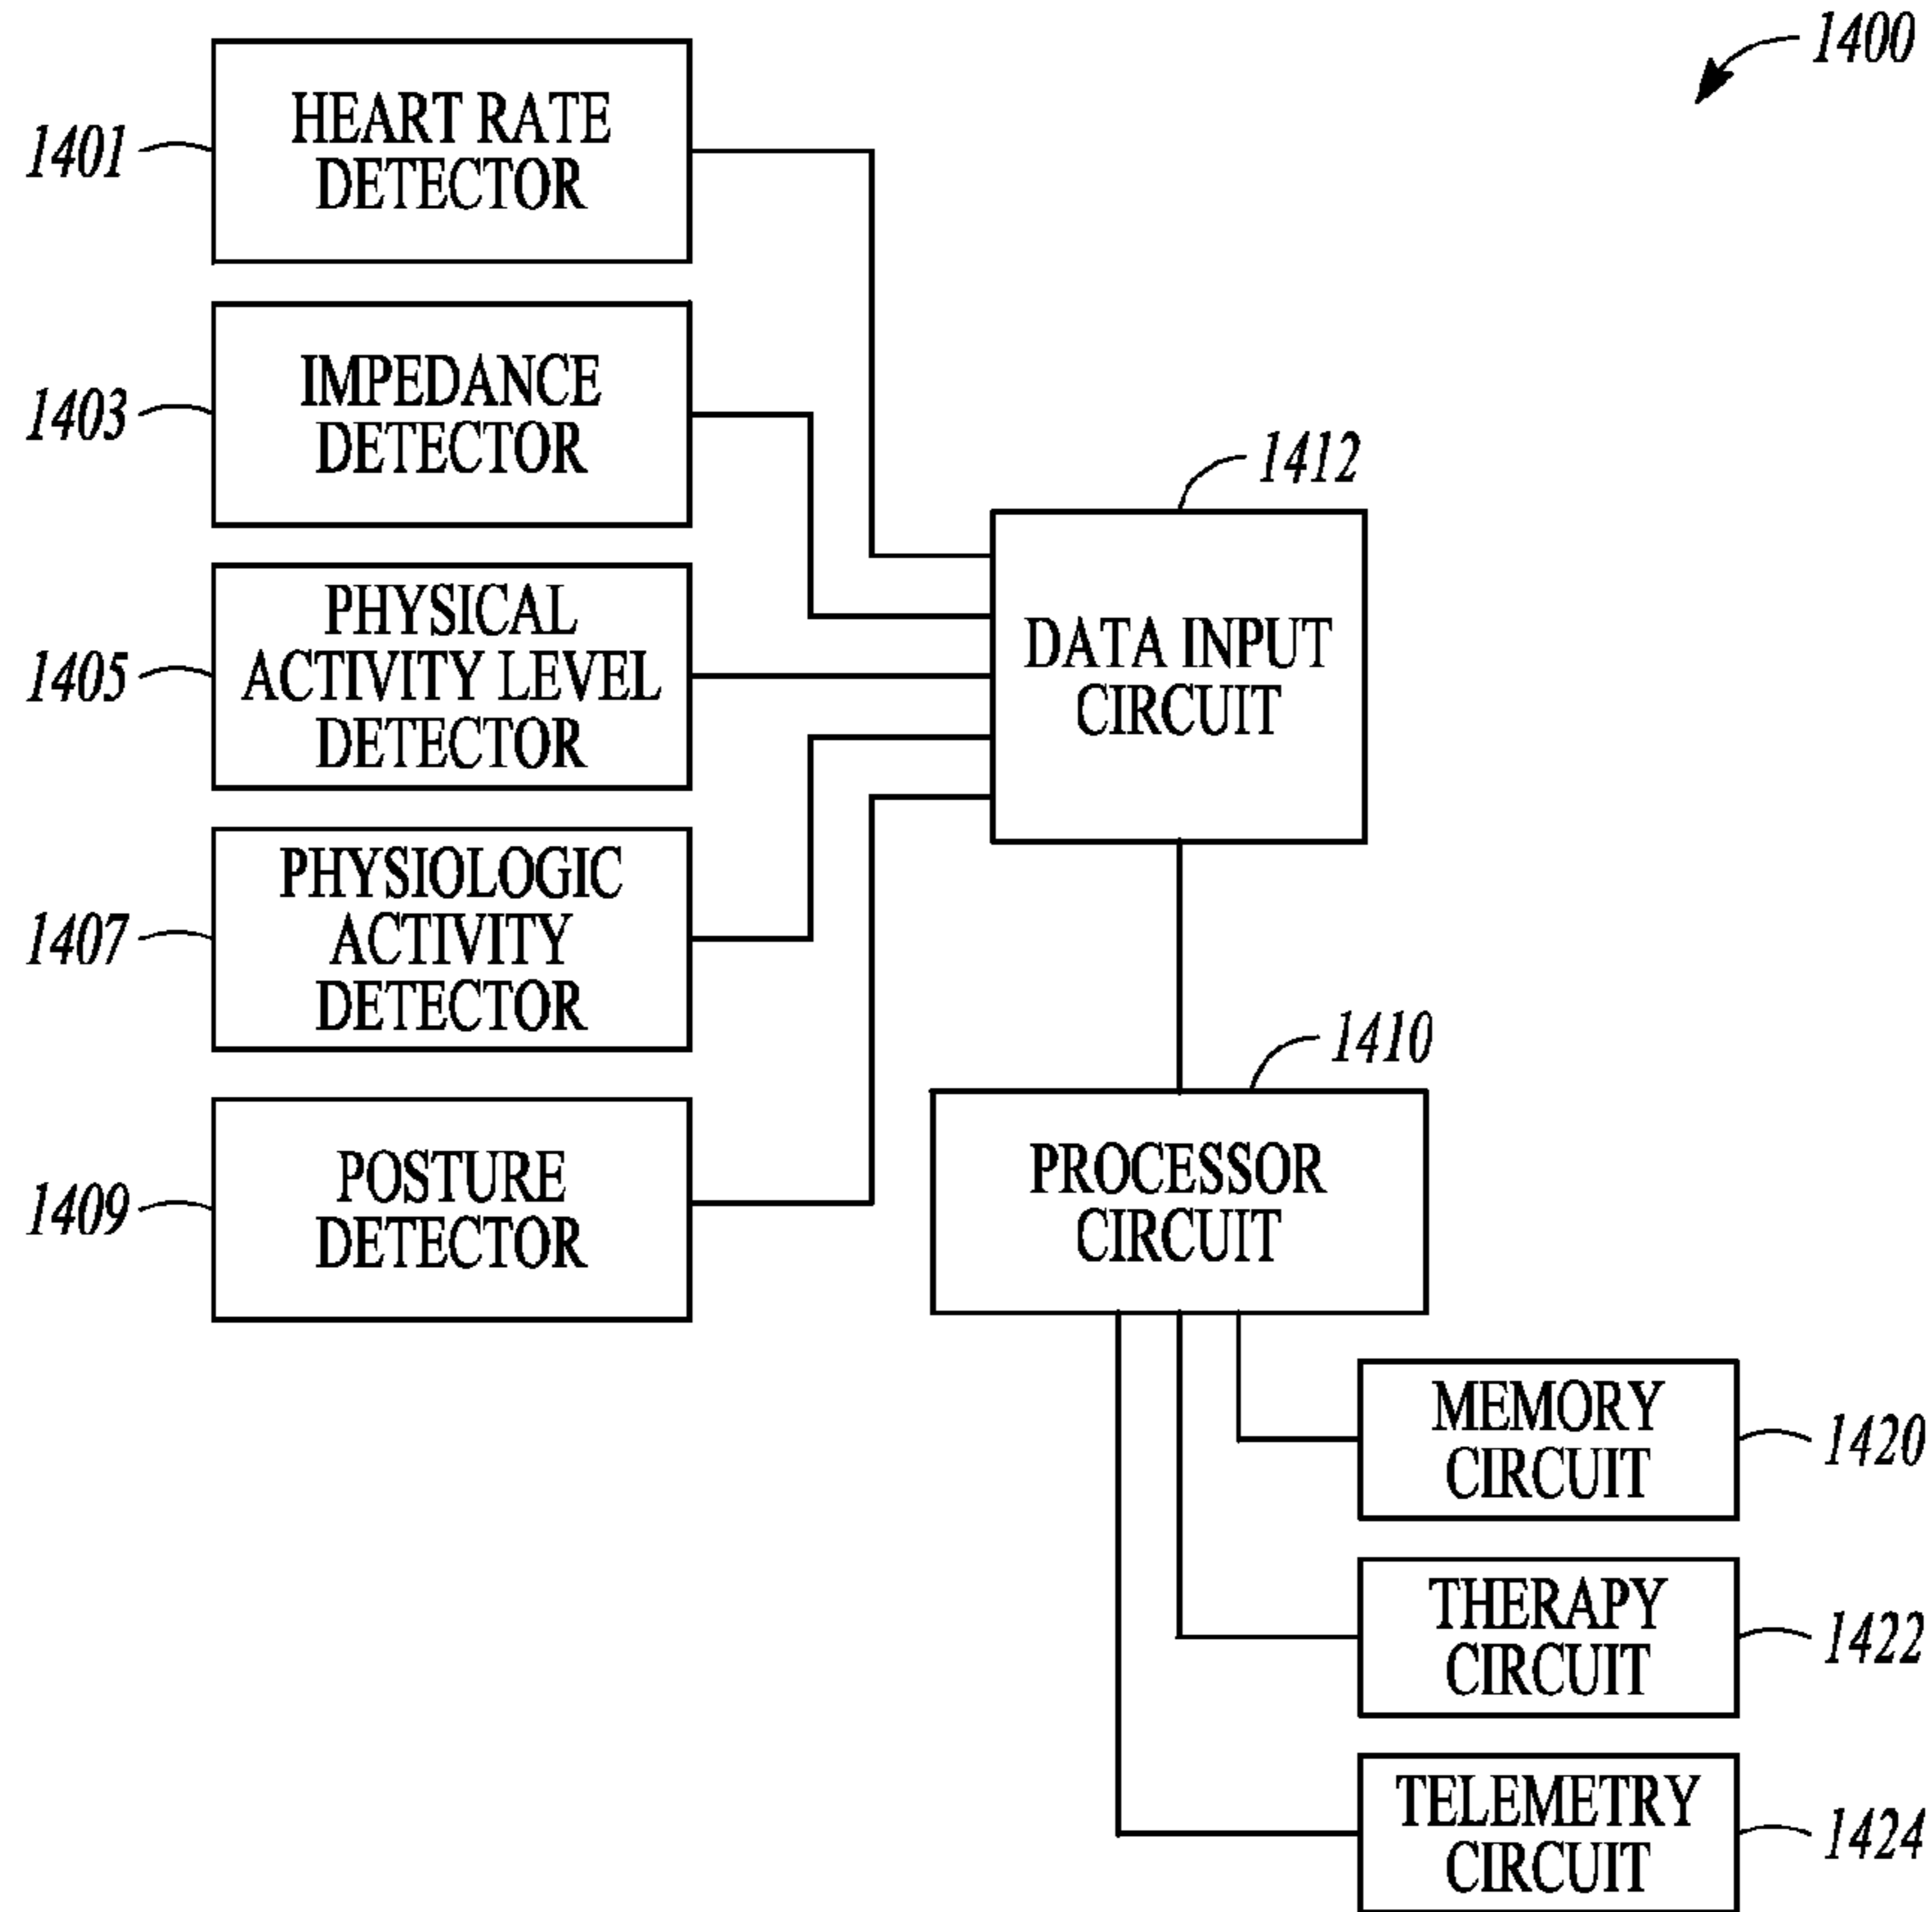 1400
1401
HEART RATE
DETECTOR
1403
IMPEDANCE
DETECTOR
1405
PHYSICAL
ACTIVITY LEVEL
DETECTOR
1407
PHYSIOLOGIC
ACTIVITY
DETECTOR
1409
POSTURE
DETECTOR
1412
DATA INPUT
CIRCUIT
1410
PROCESSOR
CIRCUIT
MEMORY
CIRCUIT
1420
THERAPY
CIRCUIT
1422
TELEMETRY
CIRCUIT
1424